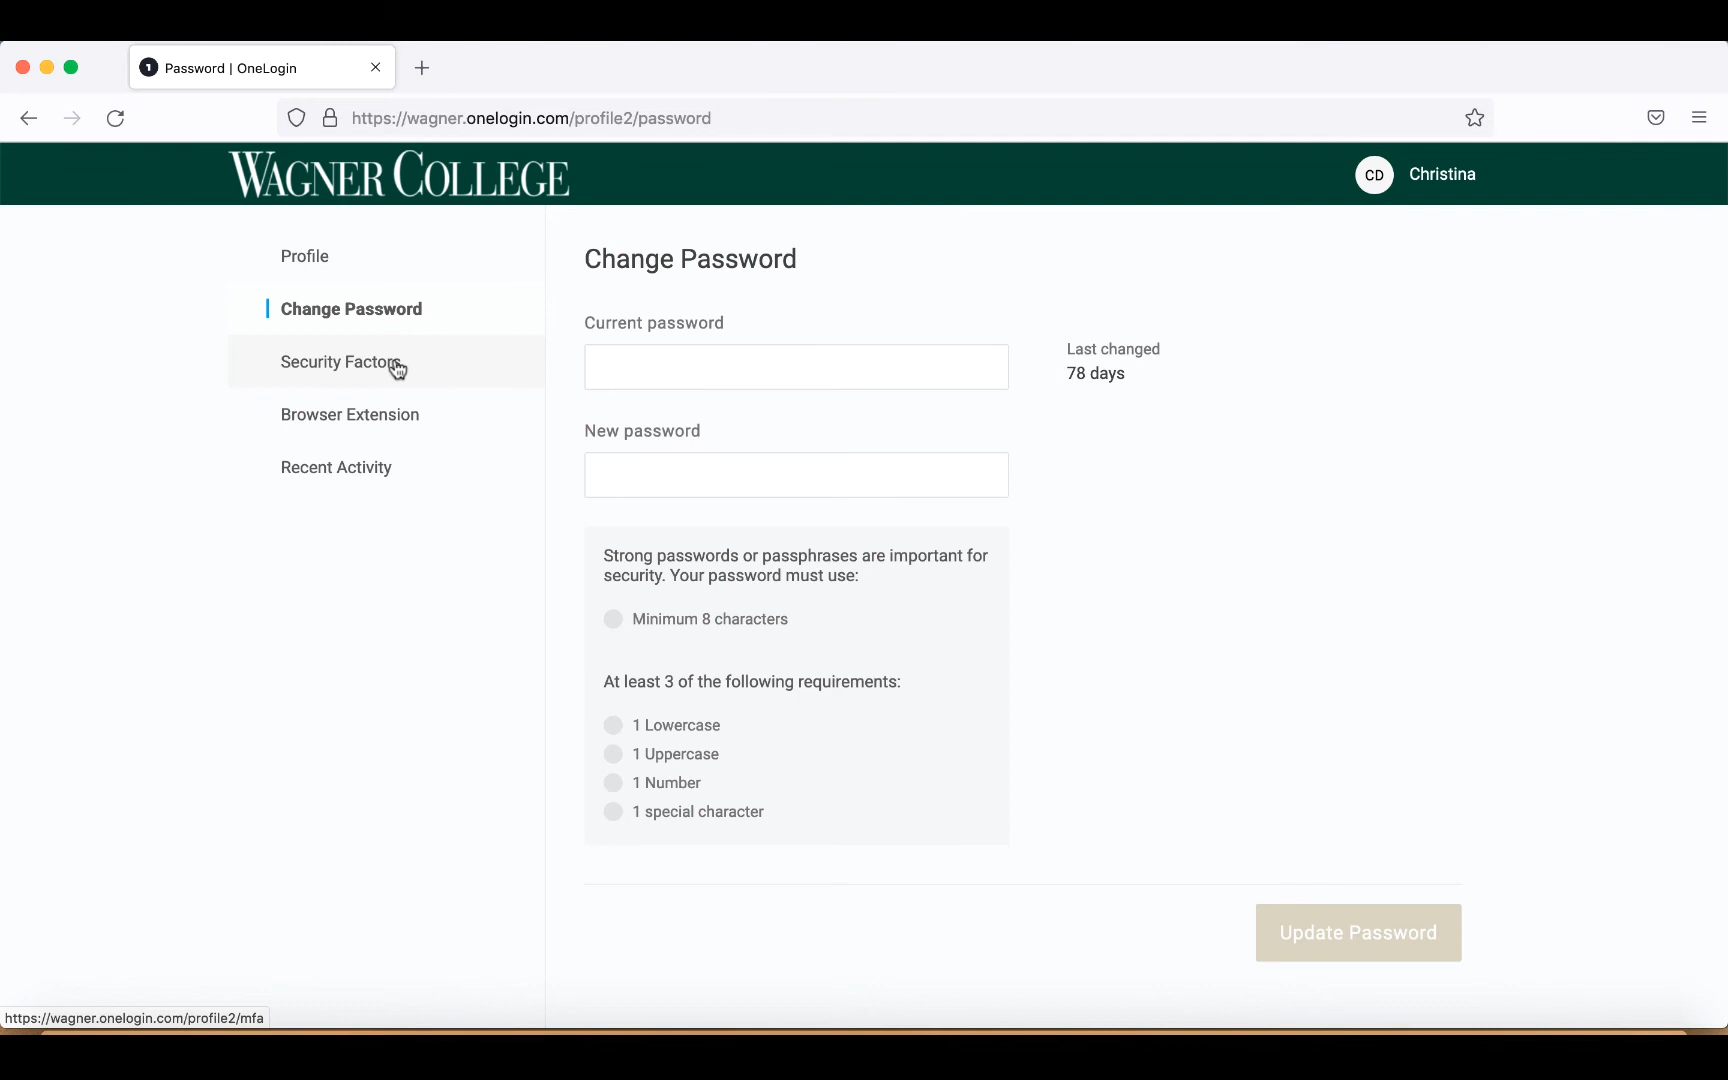 Password | OneLogin
https://wagner.onelogin.com/profile2/password
WAGNER COLLEGE
CD
Christina
Profile
Change Password
Security Factors
Browser Extension
Recent Activity
Change Password
Current password
Last changed
78 days
New password
Strong passwords or passphrases are important for
security. Your password must use:
Minimum 8 characters
At least 3 of the following requirements:
1 Lowercase
1 Uppercase
1 Number
1 special character
Update Password
https://wagner.onelogin.com/profile2/mfa